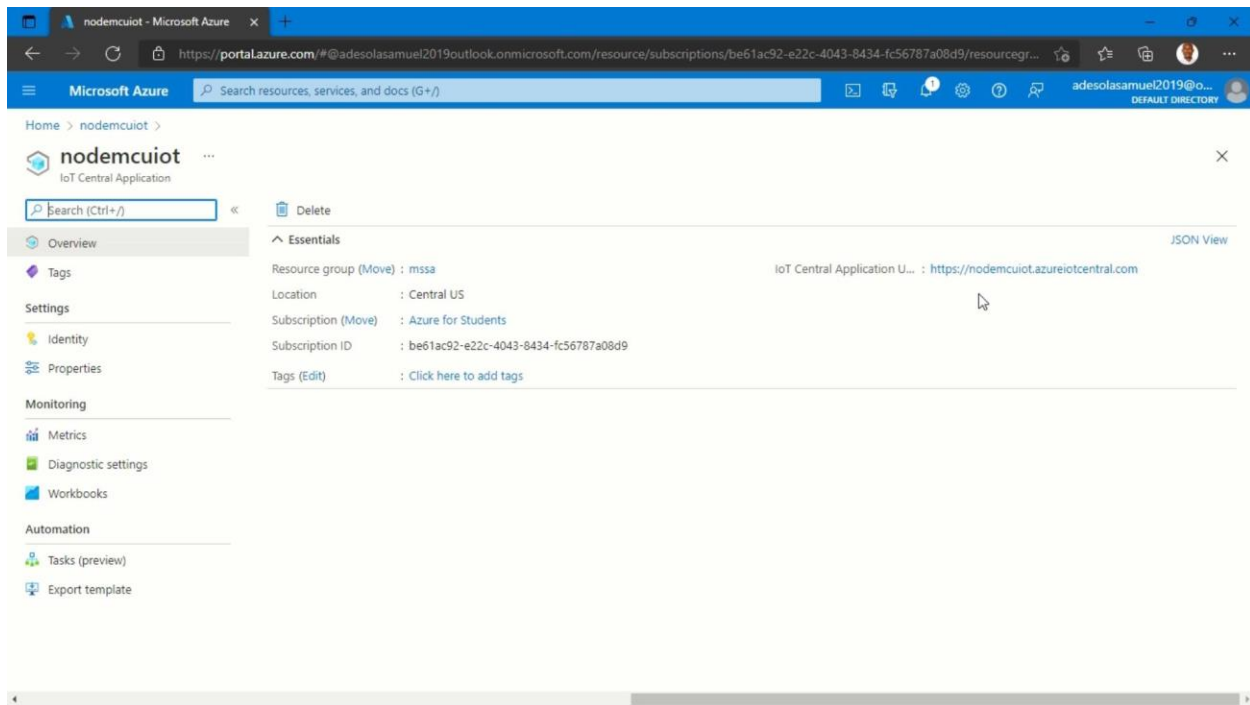 nodemcuiot - Microsoft Azure
https://portal.azure.com/#@adesolasamuel2019outlook.onmicrosoft.com/resource/subscriptions/be61ac92-e22c-4043-8434-fc56787a08d9/resourcegr...
Microsoft Azure
Search resources, services, and docs (G+/)
1
adesolasamuel2019@o...
DEFAULT DIRECTORY
Home > nodemcuiot >
nodemcuiot ...
IoT Central Application
Search (Ctrl+/)
Delete
Overview
Essentials
JSON View
Tags
Resource group (Move) : mssa
IoT Central Application U... : https://nodemcuiot.azureiotcentral.com
Location : Central US
Settings
Subscription (Move) : Azure for Students
Identity
Subscription ID : be61ac92-e22c-4043-8434-fc56787a08d9
Properties
Tags (Edit) : Click here to add tags
Monitoring
Metrics
Diagnostic settings
Workbooks
Automation
Tasks (preview)
Export template